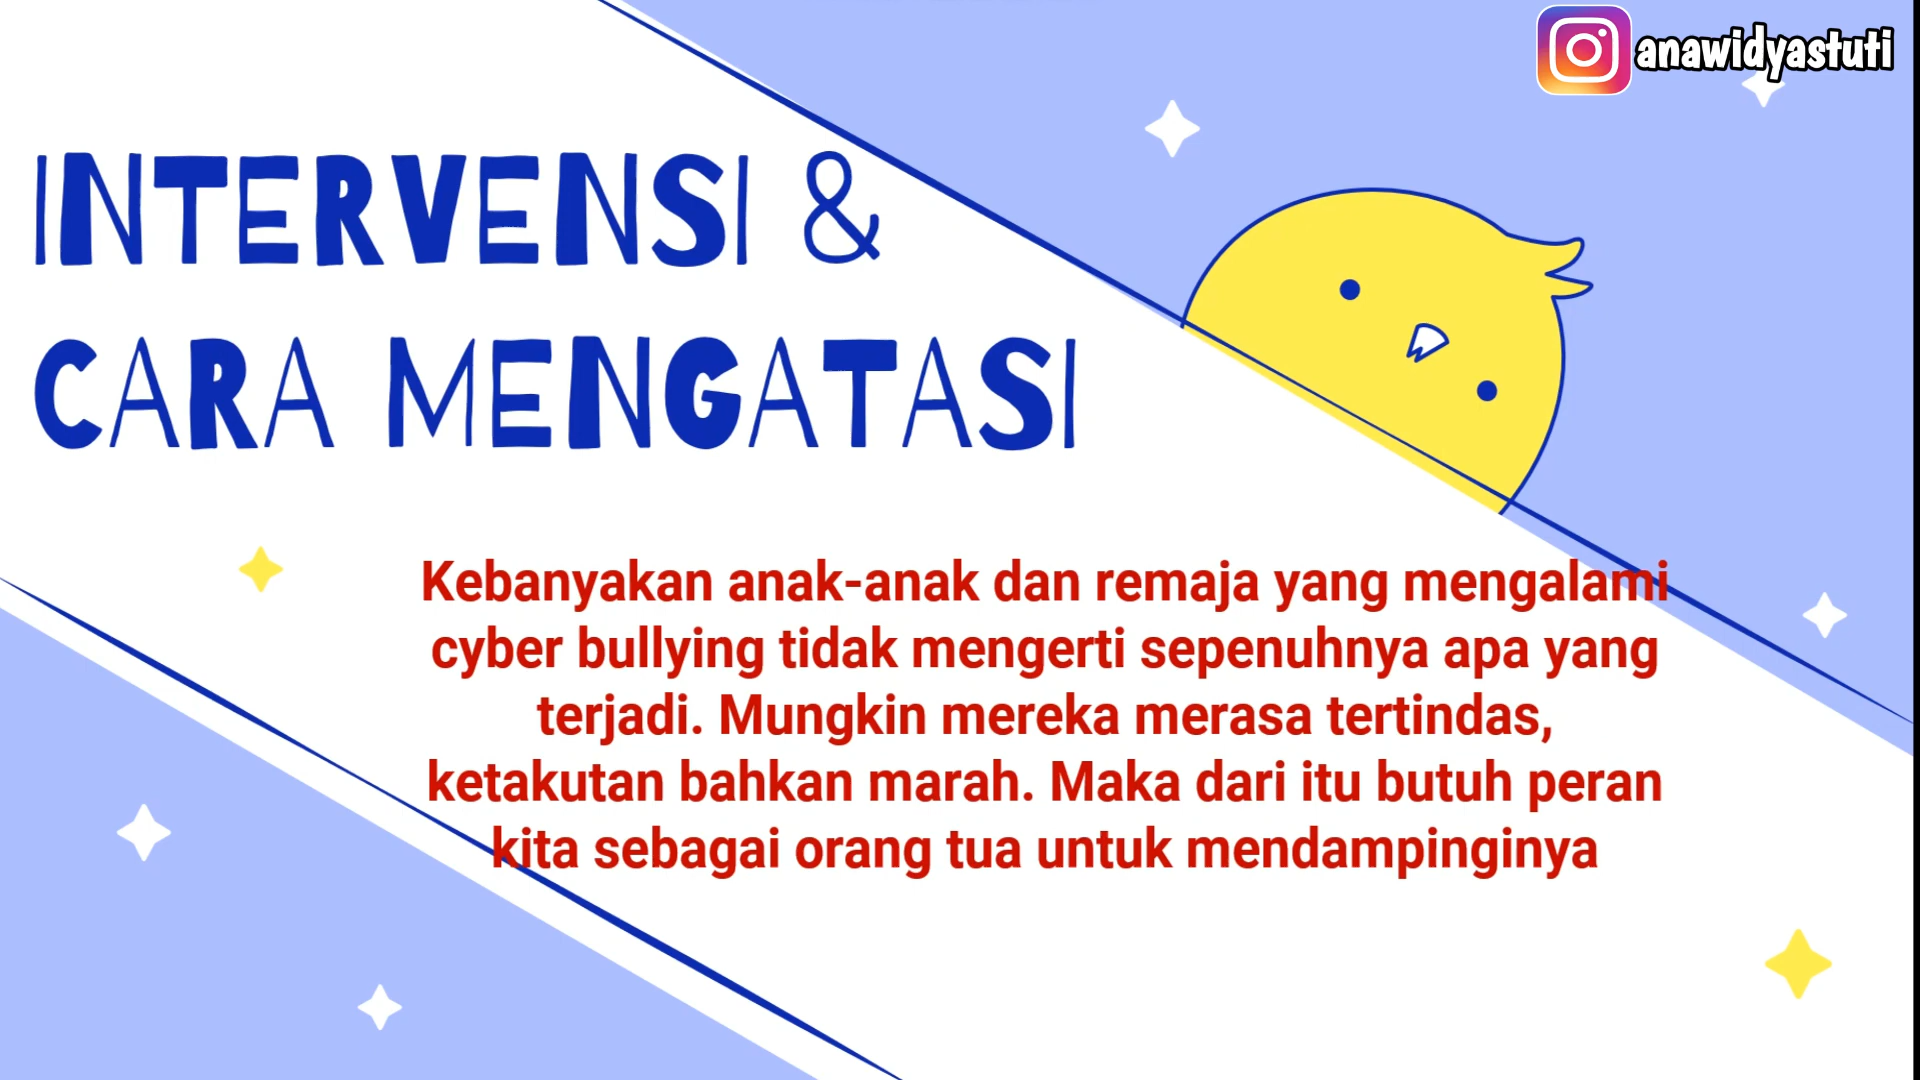 anawidyastuti
INTERVENSI &
CARA MENGATASI
Kebanyakan anak-anak dan remaja yang mengalami
cyber bullying tidak mengerti sepenuhnya apa yang
terjadi. Mungkin mereka merasa tertindas,
ketakutan bahkan marah. Maka dari itu butuh peran
kita sebagai orang tua untuk mendampinginya